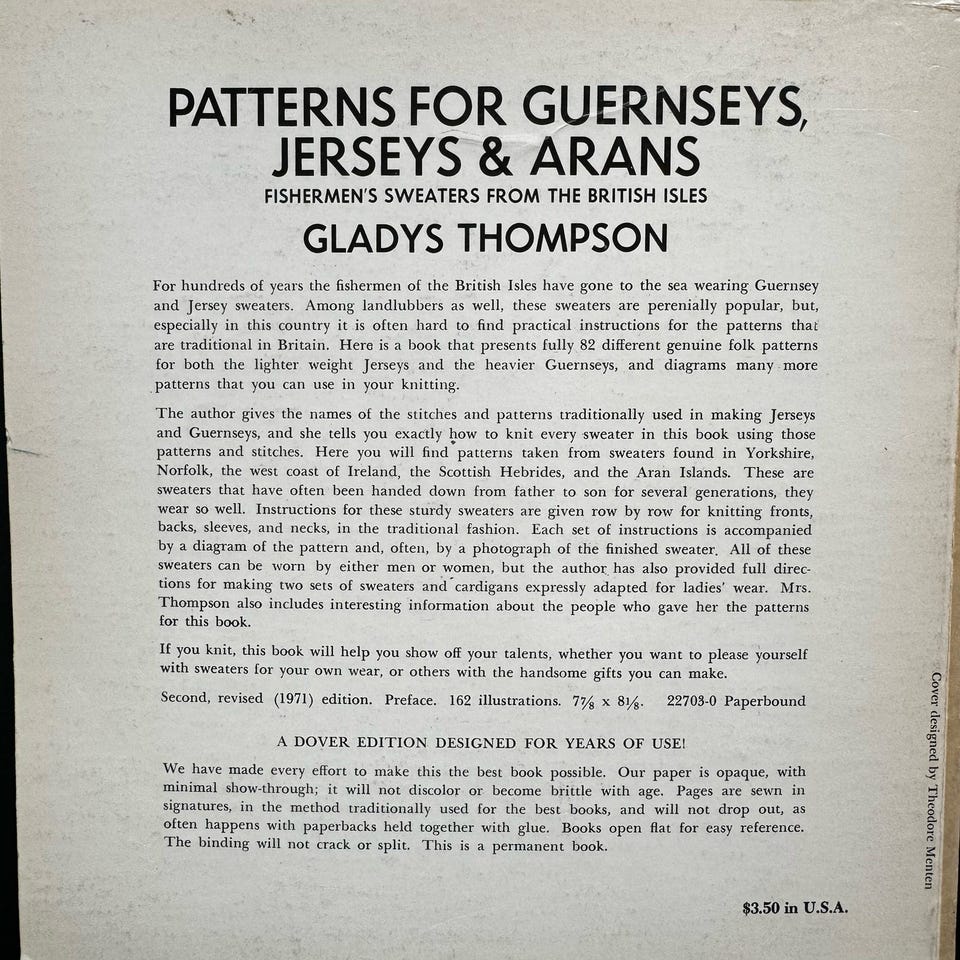 PATTERNS FOR GUERNSEYS,
JERSEYS & ARANS
FISHERMEN'S SWEATERS FROM THE BRITISH ISLES
GLADYS THOMPSON
For hundreds of years the fishermen of the British Isles have gone to the sea wearing Guernsey
and Jersey sweaters. Among landlubbers as well, these sweaters are perenially popular, but,
especially in this country it is often hard to find practical instructions for the patterns that
are traditional in Britain. Here is a book that presents fully 82 different genuine folk patterns
for both the lighter weight Jerseys and the heavier Guernseys, and diagrams many more
patterns that you can use in your knitting.
The author gives the names of the stitches and patterns traditionally used in making Jerseys
and Guernseys, and she tells you exactly how to knit every sweater in this book using those
patterns and stitches. Here you will find patterns taken from sweaters found in Yorkshire,
Norfolk, the west coast of Ireland, the Scottish Hebrides, and the Aran Islands. These are
sweaters that have often been handed down from father to son for several generations, they
wear so well. Instructions for these sturdy sweaters are given row by row for knitting fronts,
backs, sleeves, and necks, in the traditional fashion. Each set of instructions is accompanied
by a diagram of the pattern and, often, by a photograph of the finished sweater. All of these
sweaters can be worn by either men or women, but the author has also provided full direc-
tions for making two sets of sweaters and cardigans expressly adapted for ladies' wear. Mrs.
Thompson also includes interesting information about the people who gave her the patterns
for this book.
If you knit, this book will help you show off your talents, whether you want to please yourself
with sweaters for your own wear, or others with the handsome gifts you can make.
Second, revised (1971) edition. Preface. 162 illustrations. 7⅞ x 8⅛. 22703-0 Paperbound
A DOVER EDITION DESIGNED FOR YEARS OF USE!
We have made every effort to make this the best book possible. Our paper is opaque, with
minimal show-through; it will not discolor or become brittle with age. Pages are sewn in
signatures, in the method traditionally used for the best books, and will not drop out, as
often happens with paperbacks held together with glue. Books open flat for easy reference.
The binding will not crack or split. This is a permanent book.
Cover designed by Theodore Menten
$3.50 in U.S.A.